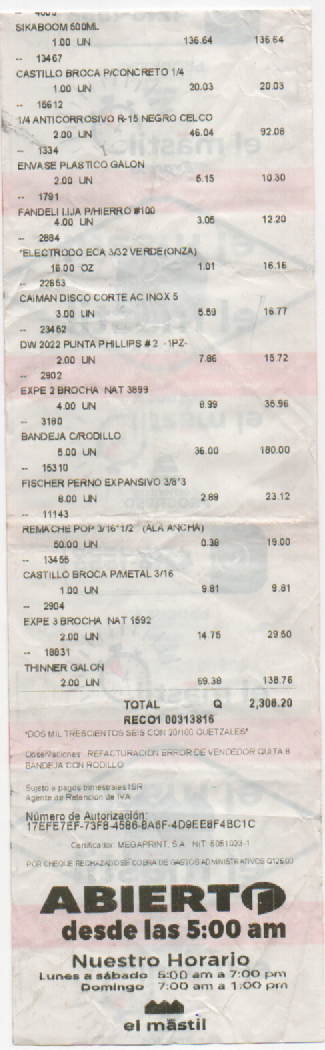 SIKABOOM 500ML
1.00 UN 136.64 136.64
-- 13467
CASTILLO BROCA P/CONCRETO 1/4
1.00 UN 20.03 20.03
-- 15612
1/4 ANTICORROSIVO R-15 NEGRO CELCO
2.00 UN 46.04 92.08
-- 1334
ENVASE PLASTICO GALON
2.00 UN 5.15 10.30
-- 1791
FANDELI LIJA P/HIERRO #100
4.00 UN 3.05 12.20
-- 2884
*ELECTRODO ECA 3/32 VERDE(ONZA)
16.00 OZ 1.01 16.16
-- 22653
CAIMAN DISCO CORTE AC INOX 5
3.00 UN 5.59 16.77
-- 23452
DW 2022 PUNTA PHILLIPS # 2 -1PZ-
2.00 UN 7.86 15.72
-- 2902
EXPE 2 BROCHA NAT 3899
4.00 UN 8.99 35.96
-- 3180
BANDEJA C/RODILLO
5.00 UN 36.00 180.00
-- 15310
FISCHER PERNO EXPANSIVO 3/8*3
8.00 UN 2.89 23.12
-- 11143
REMACHE POP 3/16*1/2" (ALA ANCHA)
50.00 UN 0.38 19.00
-- 13455
CASTILLO BROCA P/METAL 3/16
1.00 UN 9.81 9.81
-- 2904
EXPE 3 BROCHA NAT 1592
2.00 UN 14.75 29.50
-- 18831
THINNER GALON
2.00 UN 69.38 138.76
TOTAL Q 2,306.20
RECO1 00313816
*DOS MIL TRESCIENTOS SEIS CON 20/100 QUETZALES*
Observaciones: REFACTURACION ERROR DE VENDEDOR QUITA 8
BANDEJA CON RODILLO
Sujeto a pagos trimestrales ISR
Agente de Retención de IVA
Número de Autorización:
17EFE7EF-73F8-4586-8A6F-4D9EE8F4BC1C
Certificador: MEGAPRINT, S.A. NIT: 5051023-1
POR CHEQUE RECHAZADO SE COBRA DE GASTOS ADMINISTRATIVOS Q125.00
ABIERTO
desde las 5:00 am
Nuestro Horario
Lunes a sábado 5:00 am a 7:00 pm
Domingo 7:00 am a 1:00 pm
el mástil